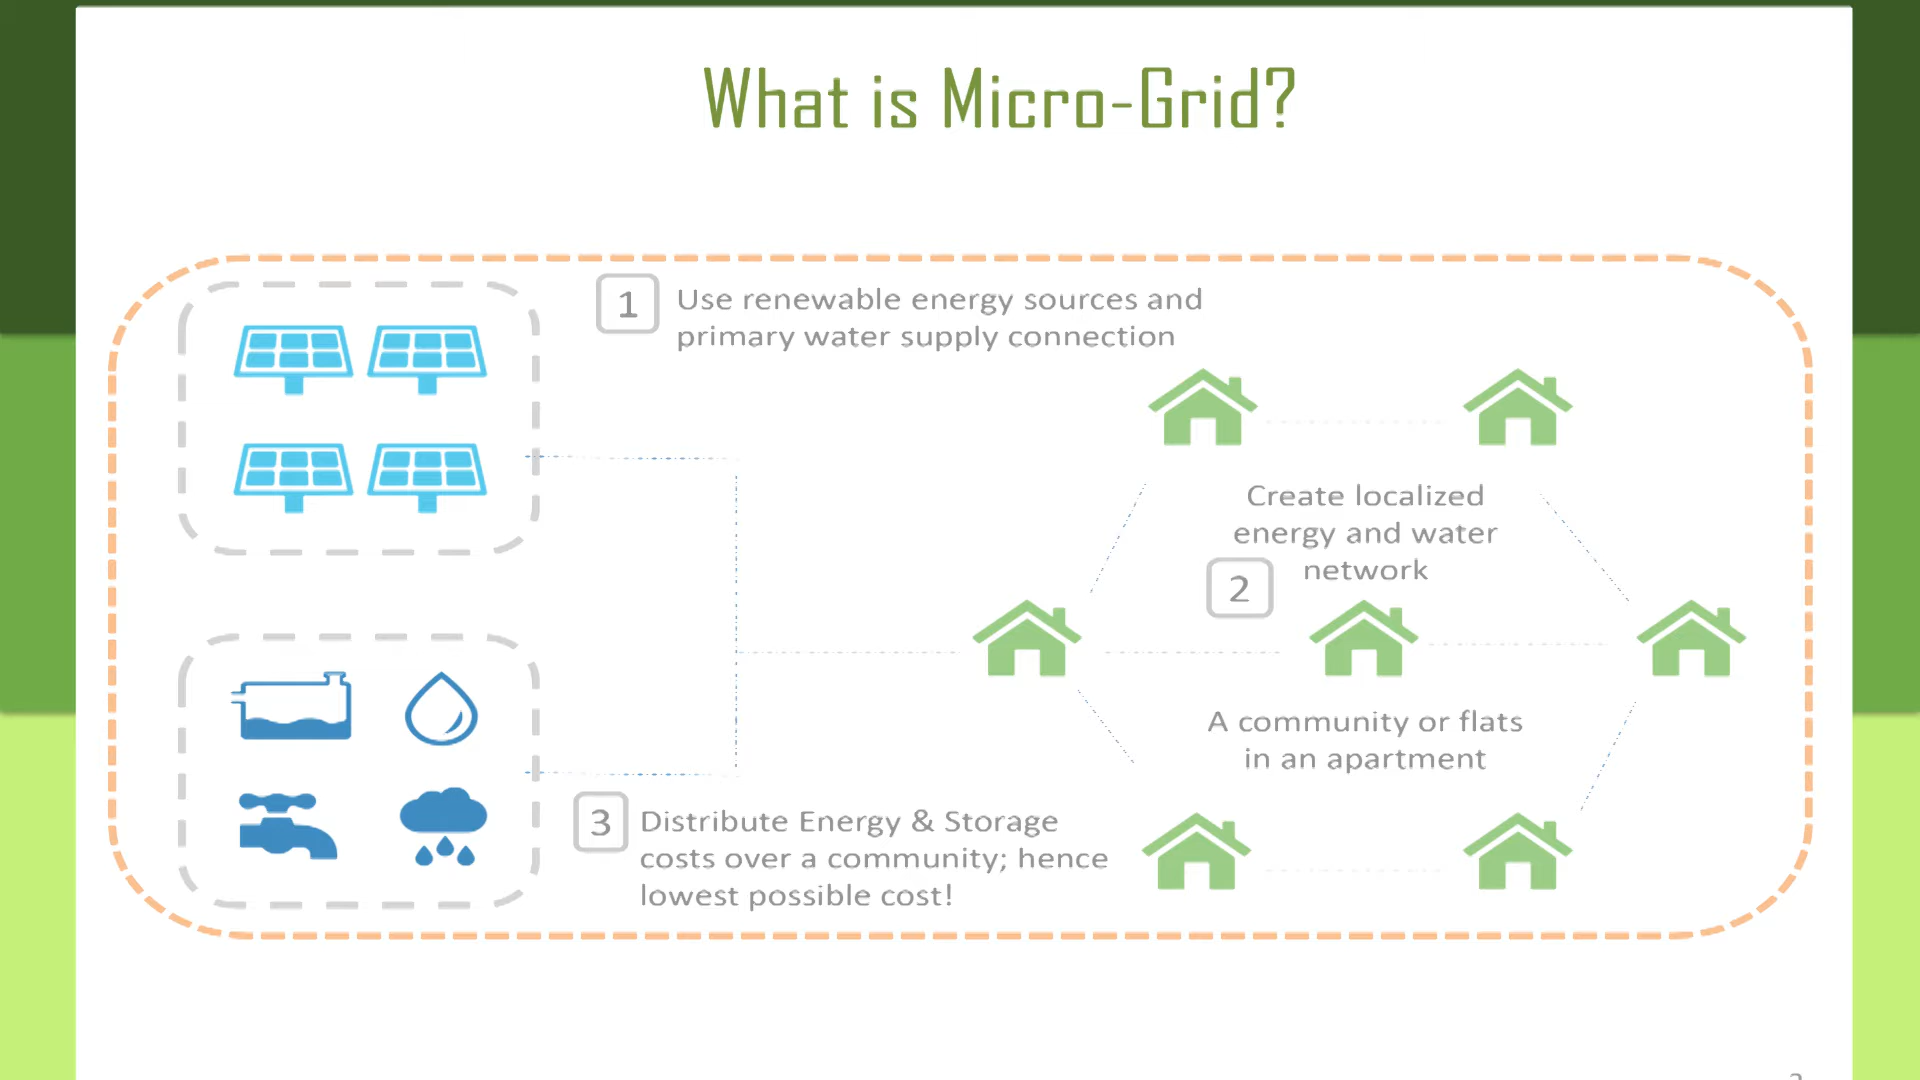 What is Micro-Grid?
1
Use renewable energy sources and
primary water supply connection
Create localized
energy and water
network
2
A community or flats
in an apartment
3
Distribute Energy & Storage
costs over a community; hence
lowest possible cost!